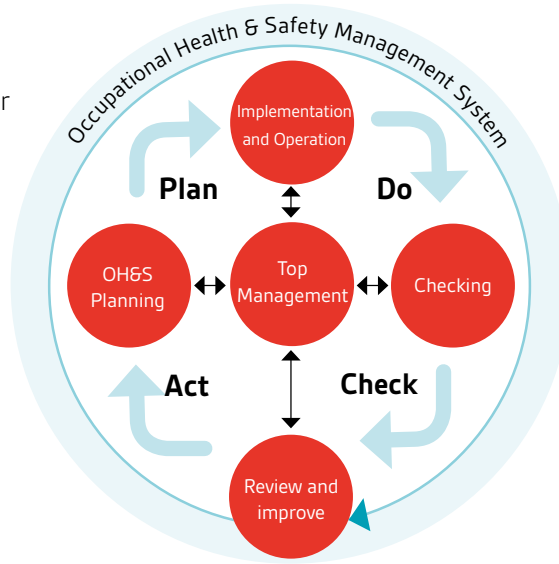 Occupational Health & Safety Management System
r
Implementation
and Operation
Plan
Do
OH&S
Planning
Top
Management
Checking
Act
Check
Review and
improve